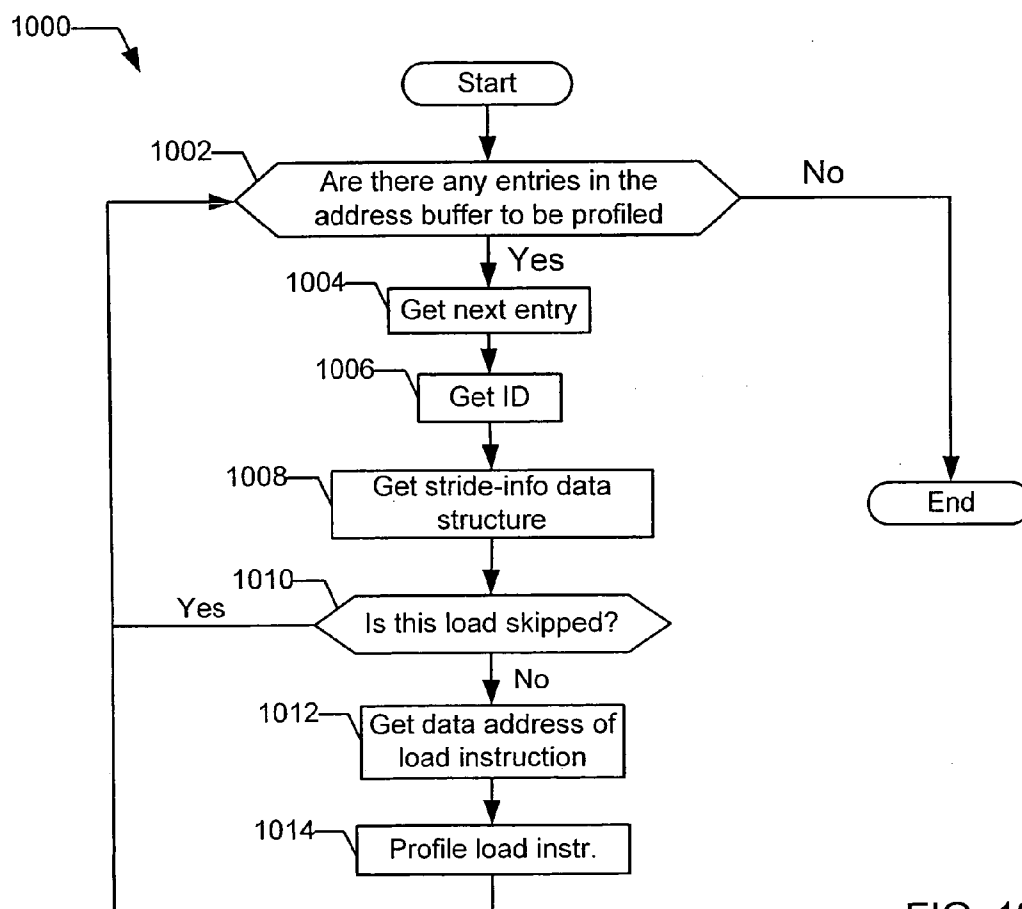 1000
Start
1002
Are there any entries in the
address buffer to be profiled
No
Yes
1004
Get next entry
1006
Get ID
1008
Get stride-info data
structure
End
1010
Yes
Is this load skipped?
No
1012
Get data address of
load instruction
1014
Profile load instr.
FIG.